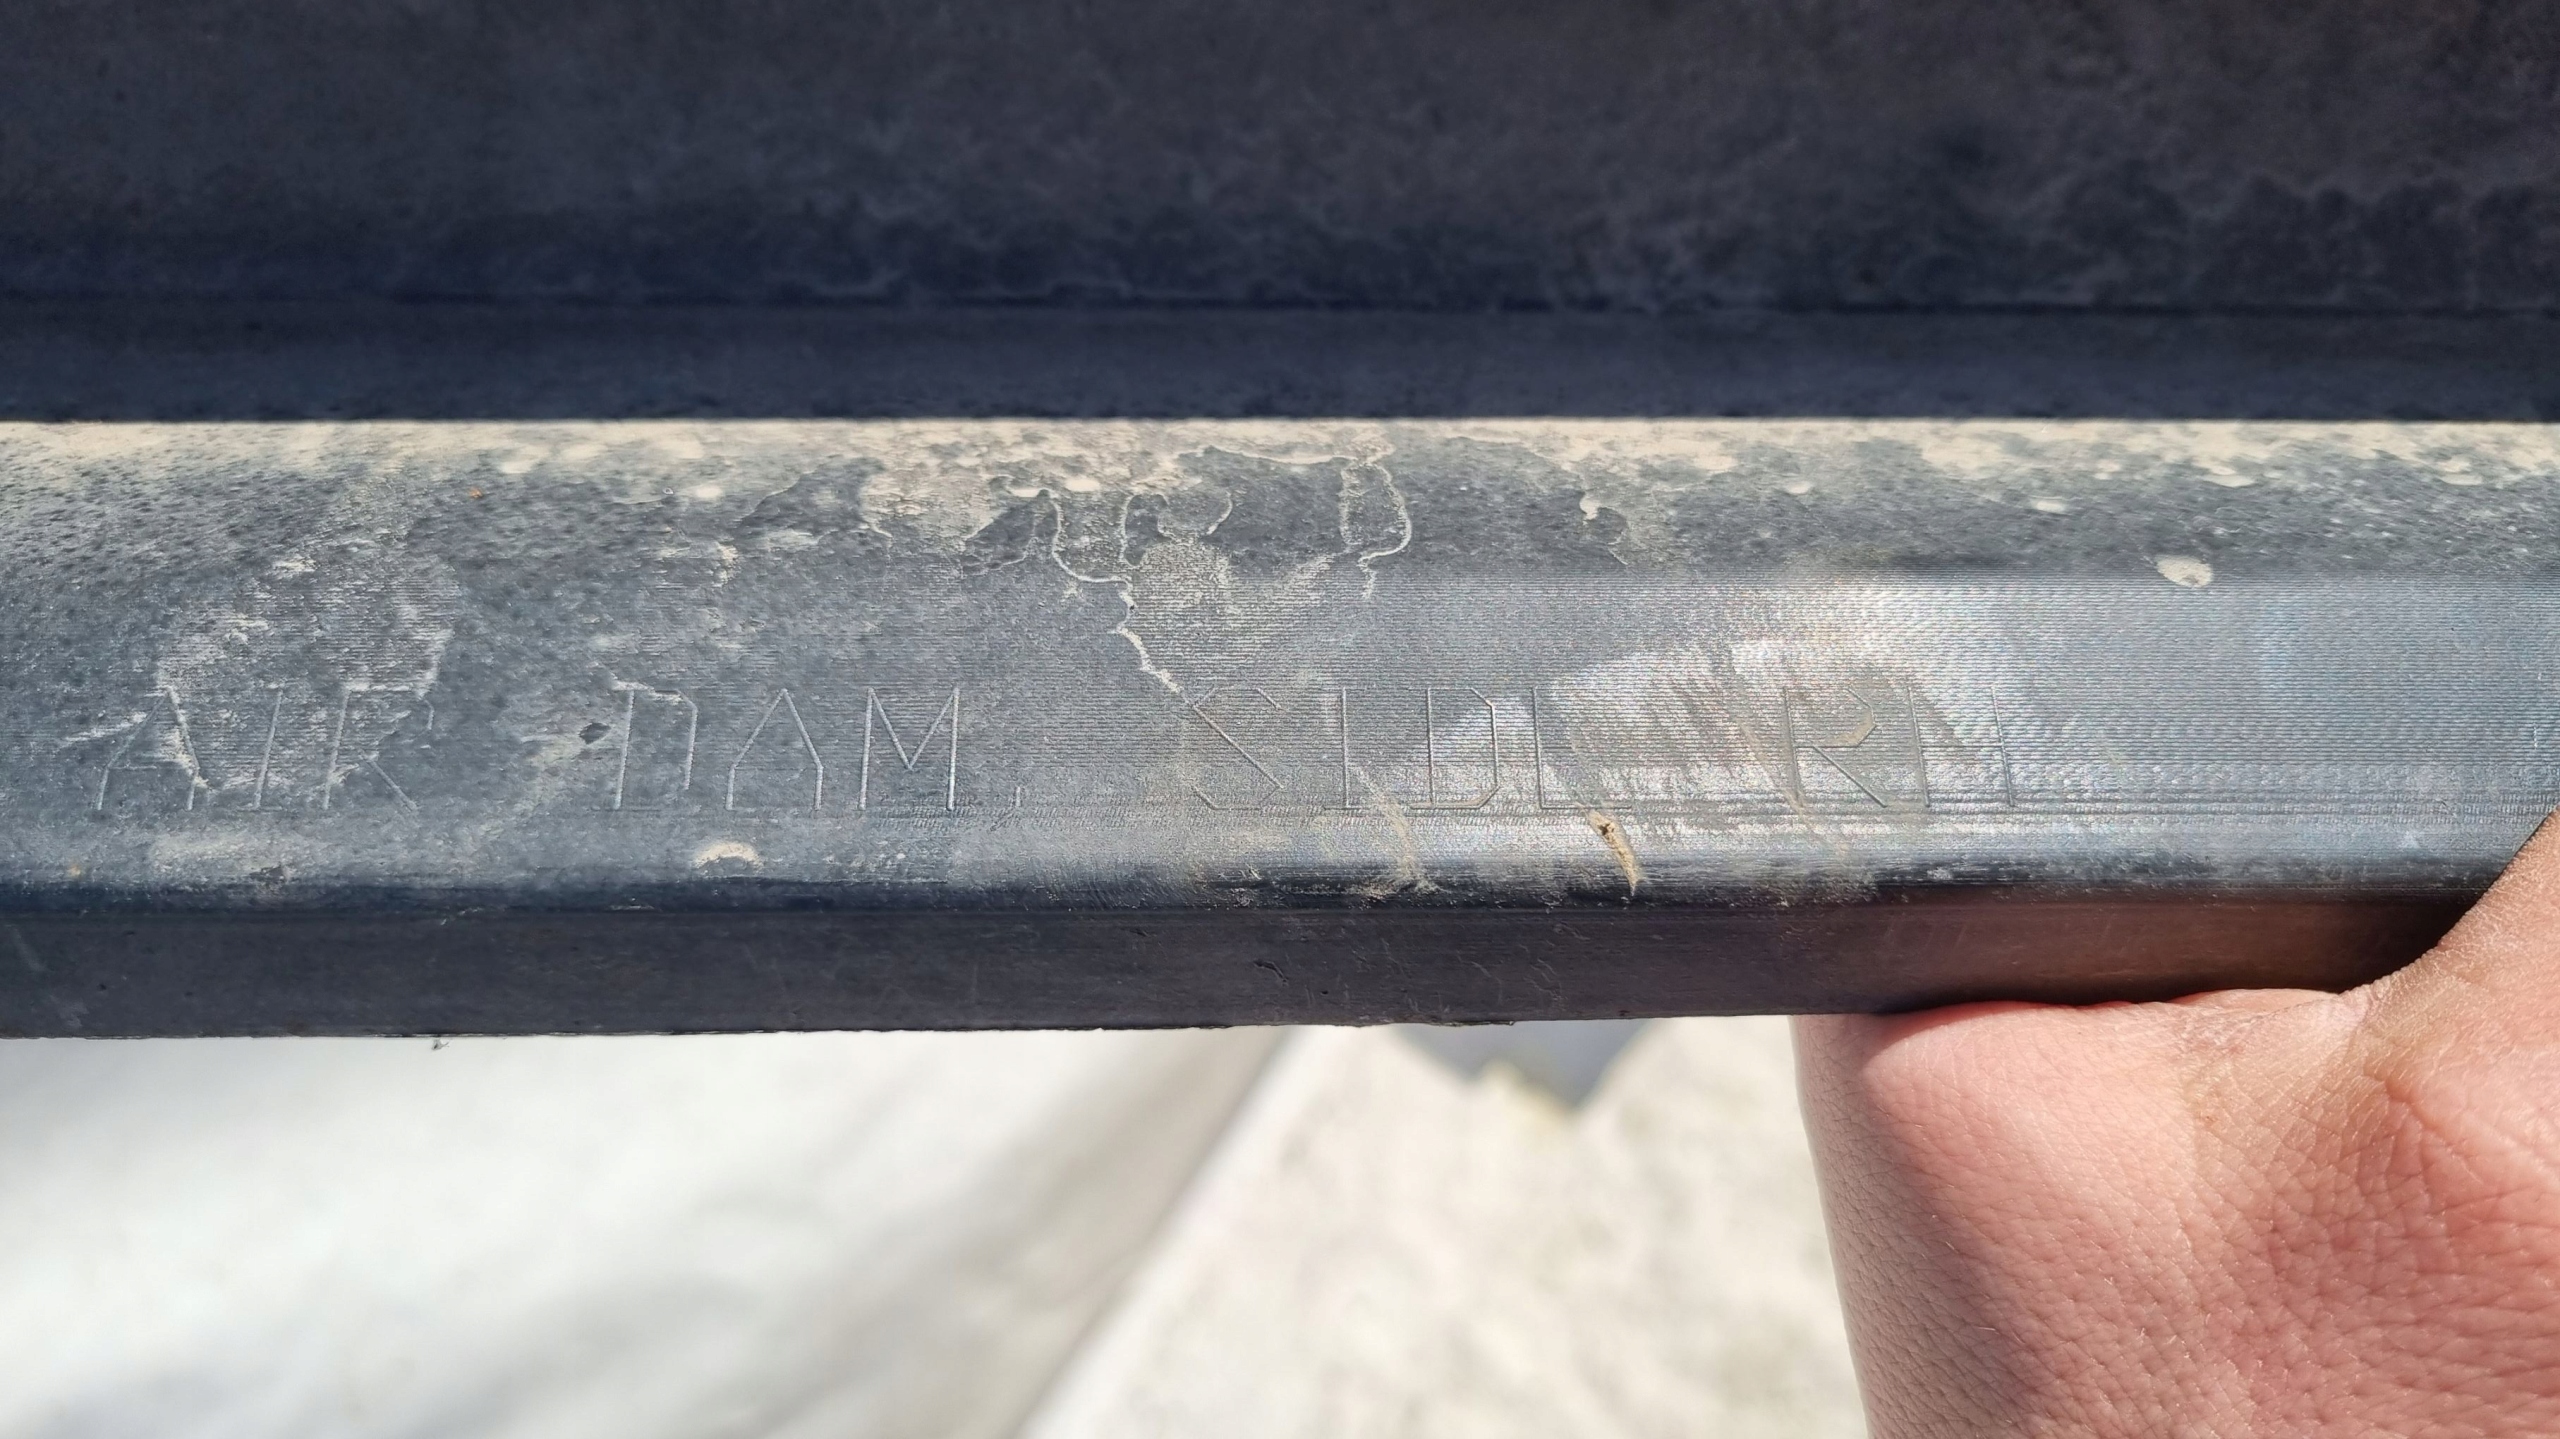 AIR DAM, SIDE RH